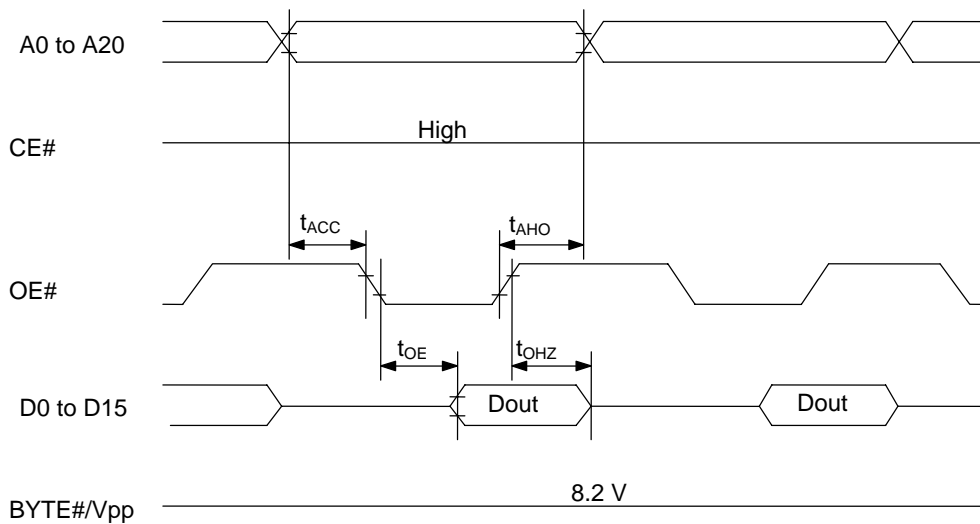 A0 to A20
High
CE#
tACC
tAHO
OE#
tOE
tOHZ
D0 to D15
Dout
Dout
8.2 V
BYTE#/Vpp